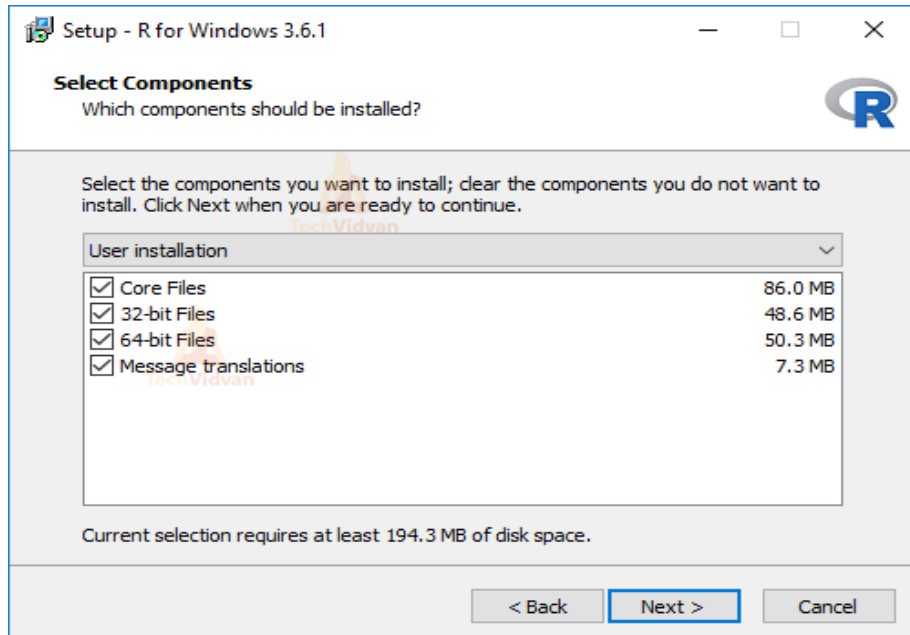 Setup - R for Windows 3.6.1
Select Components
Which components should be installed?
R
Select the components you want to install; clear the components you do not want to
install. Click Next when you are ready to continue.
TechVidvan
User installation
Core Files 86.0 MB
32-bit Files 48.6 MB
64-bit Files 50.3 MB
Message translations 7.3 MB
TechVidvan
Current selection requires at least 194.3 MB of disk space.
< Back Next > Cancel